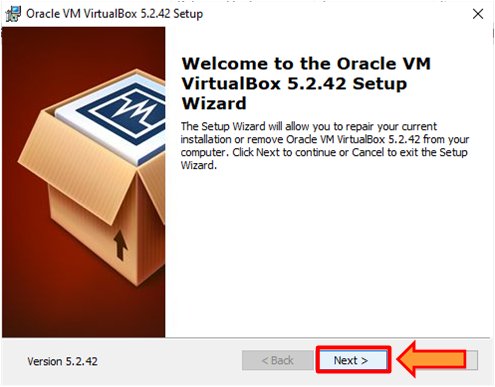 Oracle VM VirtualBox 5.2.42 Setup
Welcome to the Oracle VM
VirtualBox 5.2.42 Setup
Wizard
The Setup Wizard will allow you to repair your current
installation or remove Oracle VM VirtualBox 5.2.42 from your
computer. Click Next to continue or Cancel to exit the Setup
Wizard.
VM
Version 5.2.42
< Back
Next >